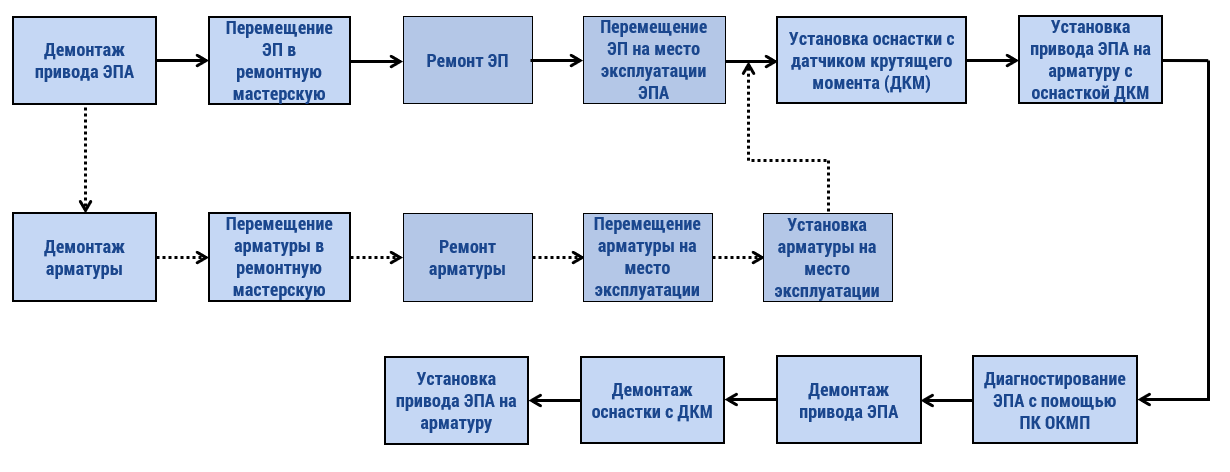 Демонтаж
привода ЭПА
Перемещение
ЭП в
ремонтную
мастерскую
Ремонт ЭП
Перемещение
ЭП на место
эксплуатации
ЭПА
Установка оснастки с
датчиком крутящего
момента (ДКМ)
Установка
привода ЭПА на
арматуру с
оснасткой ДКМ
Демонтаж
арматуры
Перемещение
арматуры в
ремонтную
мастерскую
Ремонт
арматуры
Перемещение
арматуры на
место
эксплуатации
Установка
арматуры на
место
эксплуатации
Установка
привода ЭПА на
арматуру
Демонтаж
оснастки с ДКМ
Демонтаж
привода ЭПА
Диагностирование
ЭПА с помощью
ПК ОКМП